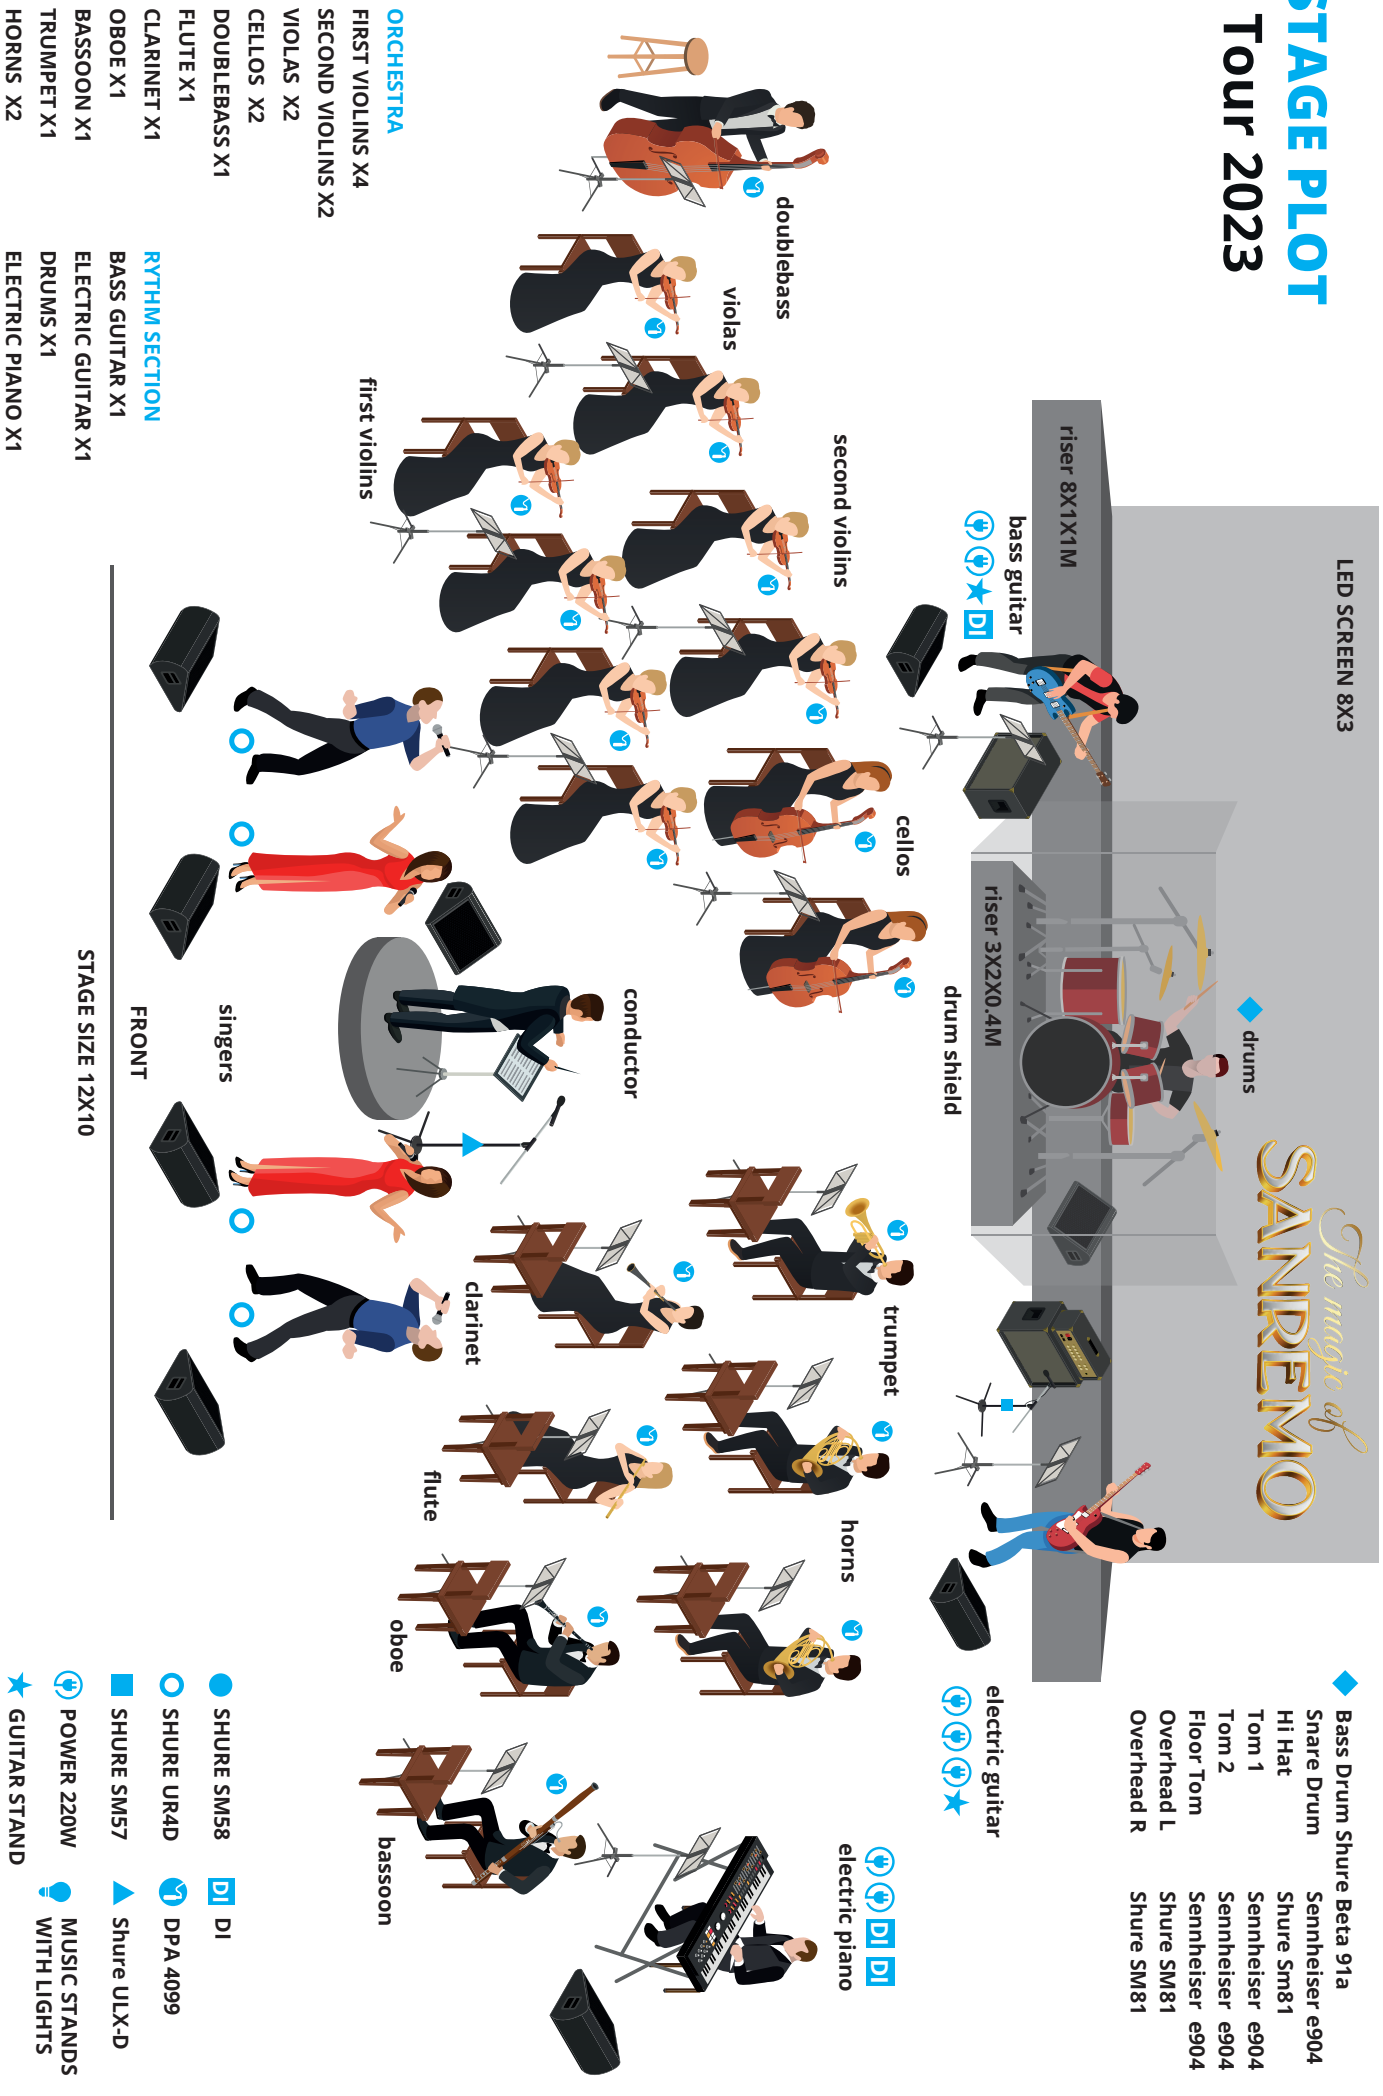 STAGE PLOT
Tour 2023
LED SCREEN 8X3
The magic of
SANREMO
Bass Drum Shure Beta 91a
Snare Drum Sennheiser e904
Hi Hat Shure Sm81
Tom 1 Sennheiser e904
Tom 2 Sennheiser e904
Floor Tom Sennheiser e904
Overhead L Shure SM81
Overhead R Shure SM81
drums
riser 8X1X1M
bass guitar
DI
riser 3X2X0.4M
drum shield
electric guitar
doublebass
violas
second violins
cellos
trumpet
horns
electric piano
DI DI
first violins
conductor
clarinet
flute
oboe
bassoon
singers
FRONT
STAGE SIZE 12X10
ORCHESTRA
FIRST VIOLINS X4
SECOND VIOLINS X2
VIOLAS X2
CELLOS X2
DOUBLEBASS X1
FLUTE X1
CLARINET X1
OBOE X1
BASSOON X1
TRUMPET X1
HORNS X2
RYTHM SECTION
BASS GUITAR X1
ELECTRIC GUITAR X1
DRUMS X1
ELECTRIC PIANO X1
SHURE SM58
SHURE UR4D
SHURE SM57
POWER 220W
GUITAR STAND
DI DI
DPA 4099
Shure ULX-D
MUSIC STANDS
WITH LIGHTS